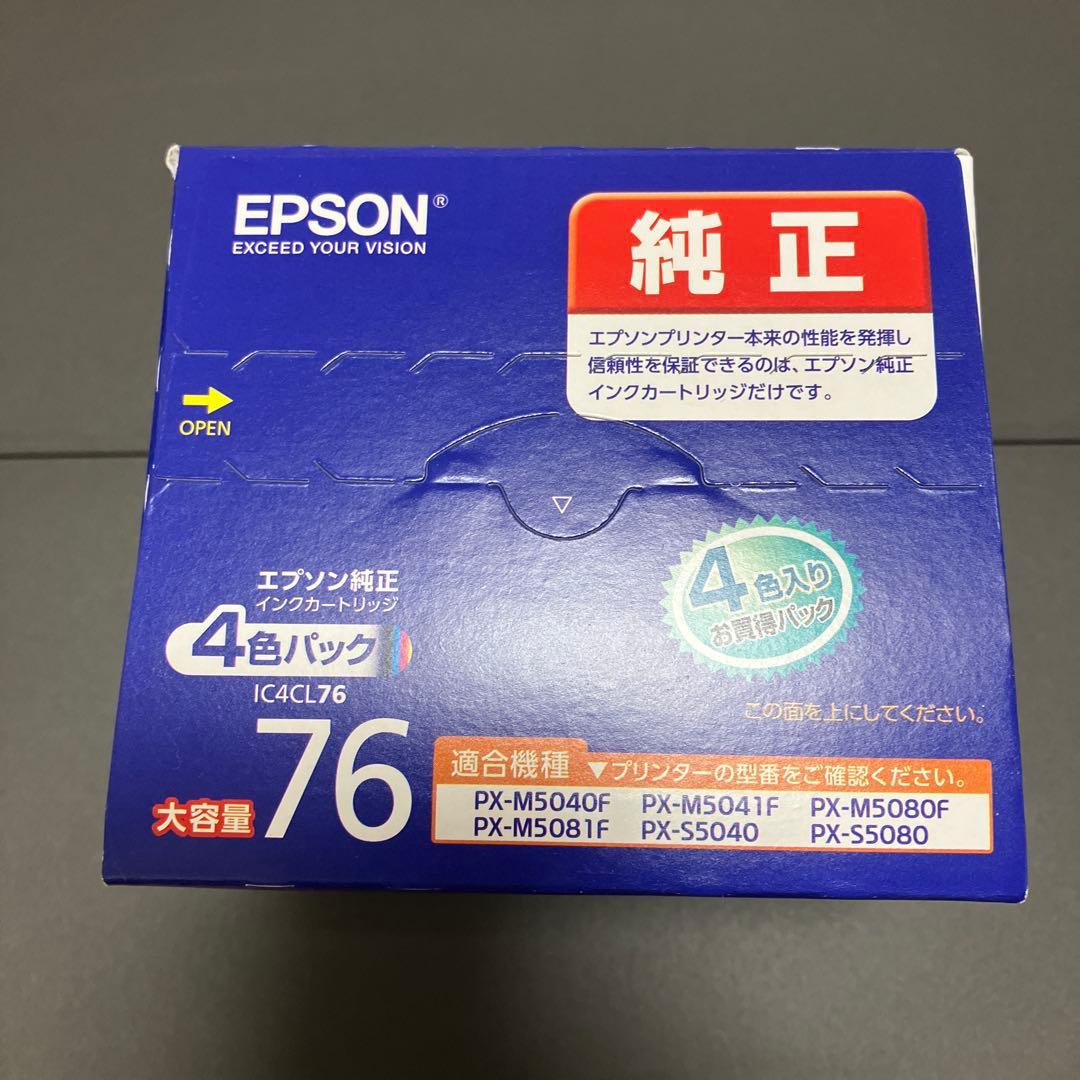 EPSON®
EXCEED YOUR VISION
純正
エプソンプリンター本来の性能を発揮し
信頼性を保証できるのは、エプソン純正
インクカートリッジだけです。
OPEN
エプソン純正
インクカートリッジ
4色パック
IC4CL76
大容量 76
4色入り
お買得パック
この面を上にしてください。
適合機種 ▼プリンターの型番をご確認ください。
PX-M5040F PX-M5041F PX-M5080F
PX-M5081F PX-S5040 PX-S5080